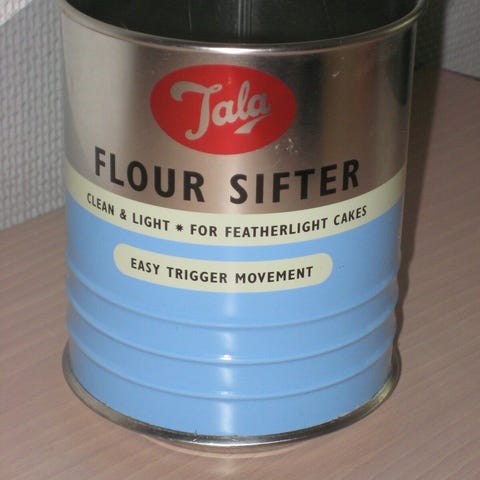 Tala
FLOUR SIFTER
CLEAN & LIGHT * FOR FEATHERLIGHT CAKES
EASY TRIGGER MOVEMENT